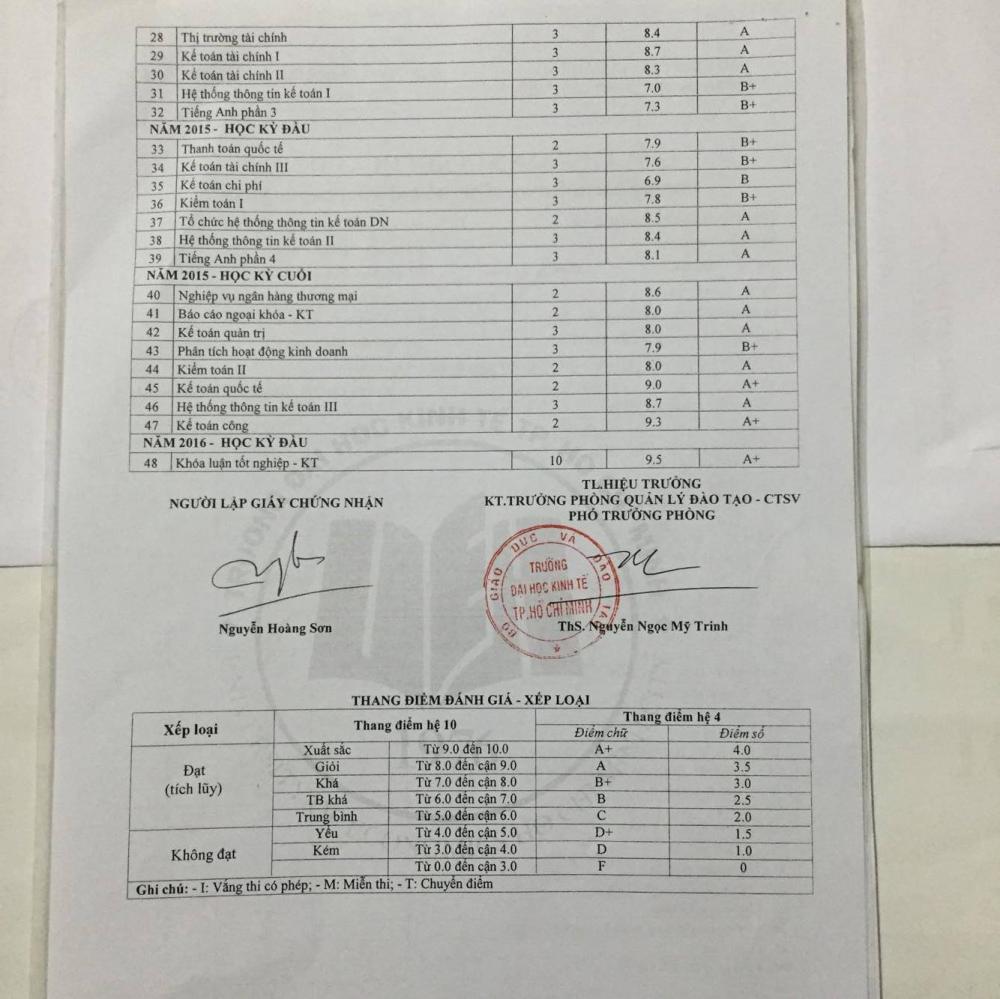 28 Thị trường tài chính 3 8.4 A
29 Kế toán tài chính I 3 8.7 A
30 Kế toán tài chính II 3 8.3 A
31 Hệ thống thông tin kế toán I 3 7.0 B+
32 Tiếng Anh phần 3 3 7.3 B+
NĂM 2015 - HỌC KỲ ĐẦU
33 Thanh toán quốc tế 2 7.9 B+
34 Kế toán tài chính III 3 7.6 B+
35 Kế toán chi phí 3 6.9 B
36 Kiểm toán I 3 7.8 B+
37 Tổ chức hệ thống thông tin kế toán DN 2 8.5 A
38 Hệ thống thông tin kế toán II 3 8.4 A
39 Tiếng Anh phần 4 3 8.1 A
NĂM 2015 - HỌC KỲ CUỐI
40 Nghiệp vụ ngân hàng thương mại 2 8.6 A
41 Báo cáo ngoại khóa - KT 2 8.0 A
42 Kế toán quản trị 3 8.0 A
43 Phân tích hoạt động kinh doanh 3 7.9 B+
44 Kiểm toán II 2 8.0 A
45 Kế toán quốc tế 2 9.0 A+
46 Hệ thống thông tin kế toán III 3 8.7 A
47 Kế toán công 2 9.3 A+
NĂM 2016 - HỌC KỲ ĐẦU
48 Khóa luận tốt nghiệp - KT 10 9.5 A+
NGƯỜI LẬP GIẤY CHỨNG NHẬN
TL.HIỆU TRƯỞNG
KT.TRƯỞNG PHÒNG QUẢN LÝ ĐÀO TẠO - CTSV
PHÓ TRƯỞNG PHÒNG
BỘ GIÁO DỤC VÀ ĐÀO TẠO
TRƯỜNG
ĐẠI HỌC KINH TẾ
TP.HỒ CHÍ MINH
Nguyễn Hoàng Sơn
ThS. Nguyễn Ngọc Mỹ Trinh
THANG ĐIỂM ĐÁNH GIÁ - XẾP LOẠI
Xếp loại Thang điểm hệ 10 Thang điểm hệ 4
Điểm chữ Điểm số
Đạt
(tích lũy)
Xuất sắc Từ 9.0 đến 10.0 A+ 4.0
Giỏi Từ 8.0 đến cận 9.0 A 3.5
Khá Từ 7.0 đến cận 8.0 B+ 3.0
TB khá Từ 6.0 đến cận 7.0 B 2.5
Trung bình Từ 5.0 đến cận 6.0 C 2.0
Không đạt
Yếu Từ 4.0 đến cận 5.0 D+ 1.5
Kém Từ 3.0 đến cận 4.0 D 1.0
Từ 0.0 đến cận 3.0 F 0
Ghi chú: - I: Vắng thi có phép; - M: Miễn thi; - T: Chuyển điểm